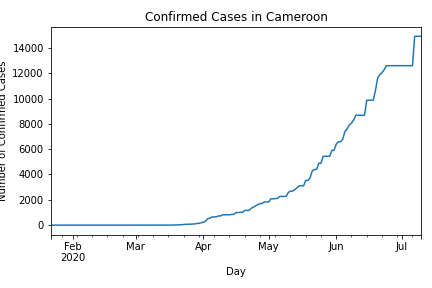 Confirmed Cases in Cameroon
Number of Confirmed Cases
14000
12000
10000
8000
6000
4000
2000
0
Feb Mar Apr May Jun Jul
2020
Day